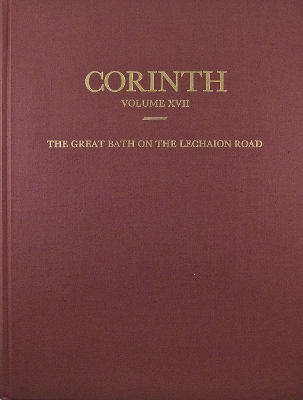 CORINTH
VOLUME XVII
THE GREAT BATH ON THE LECHAION ROAD